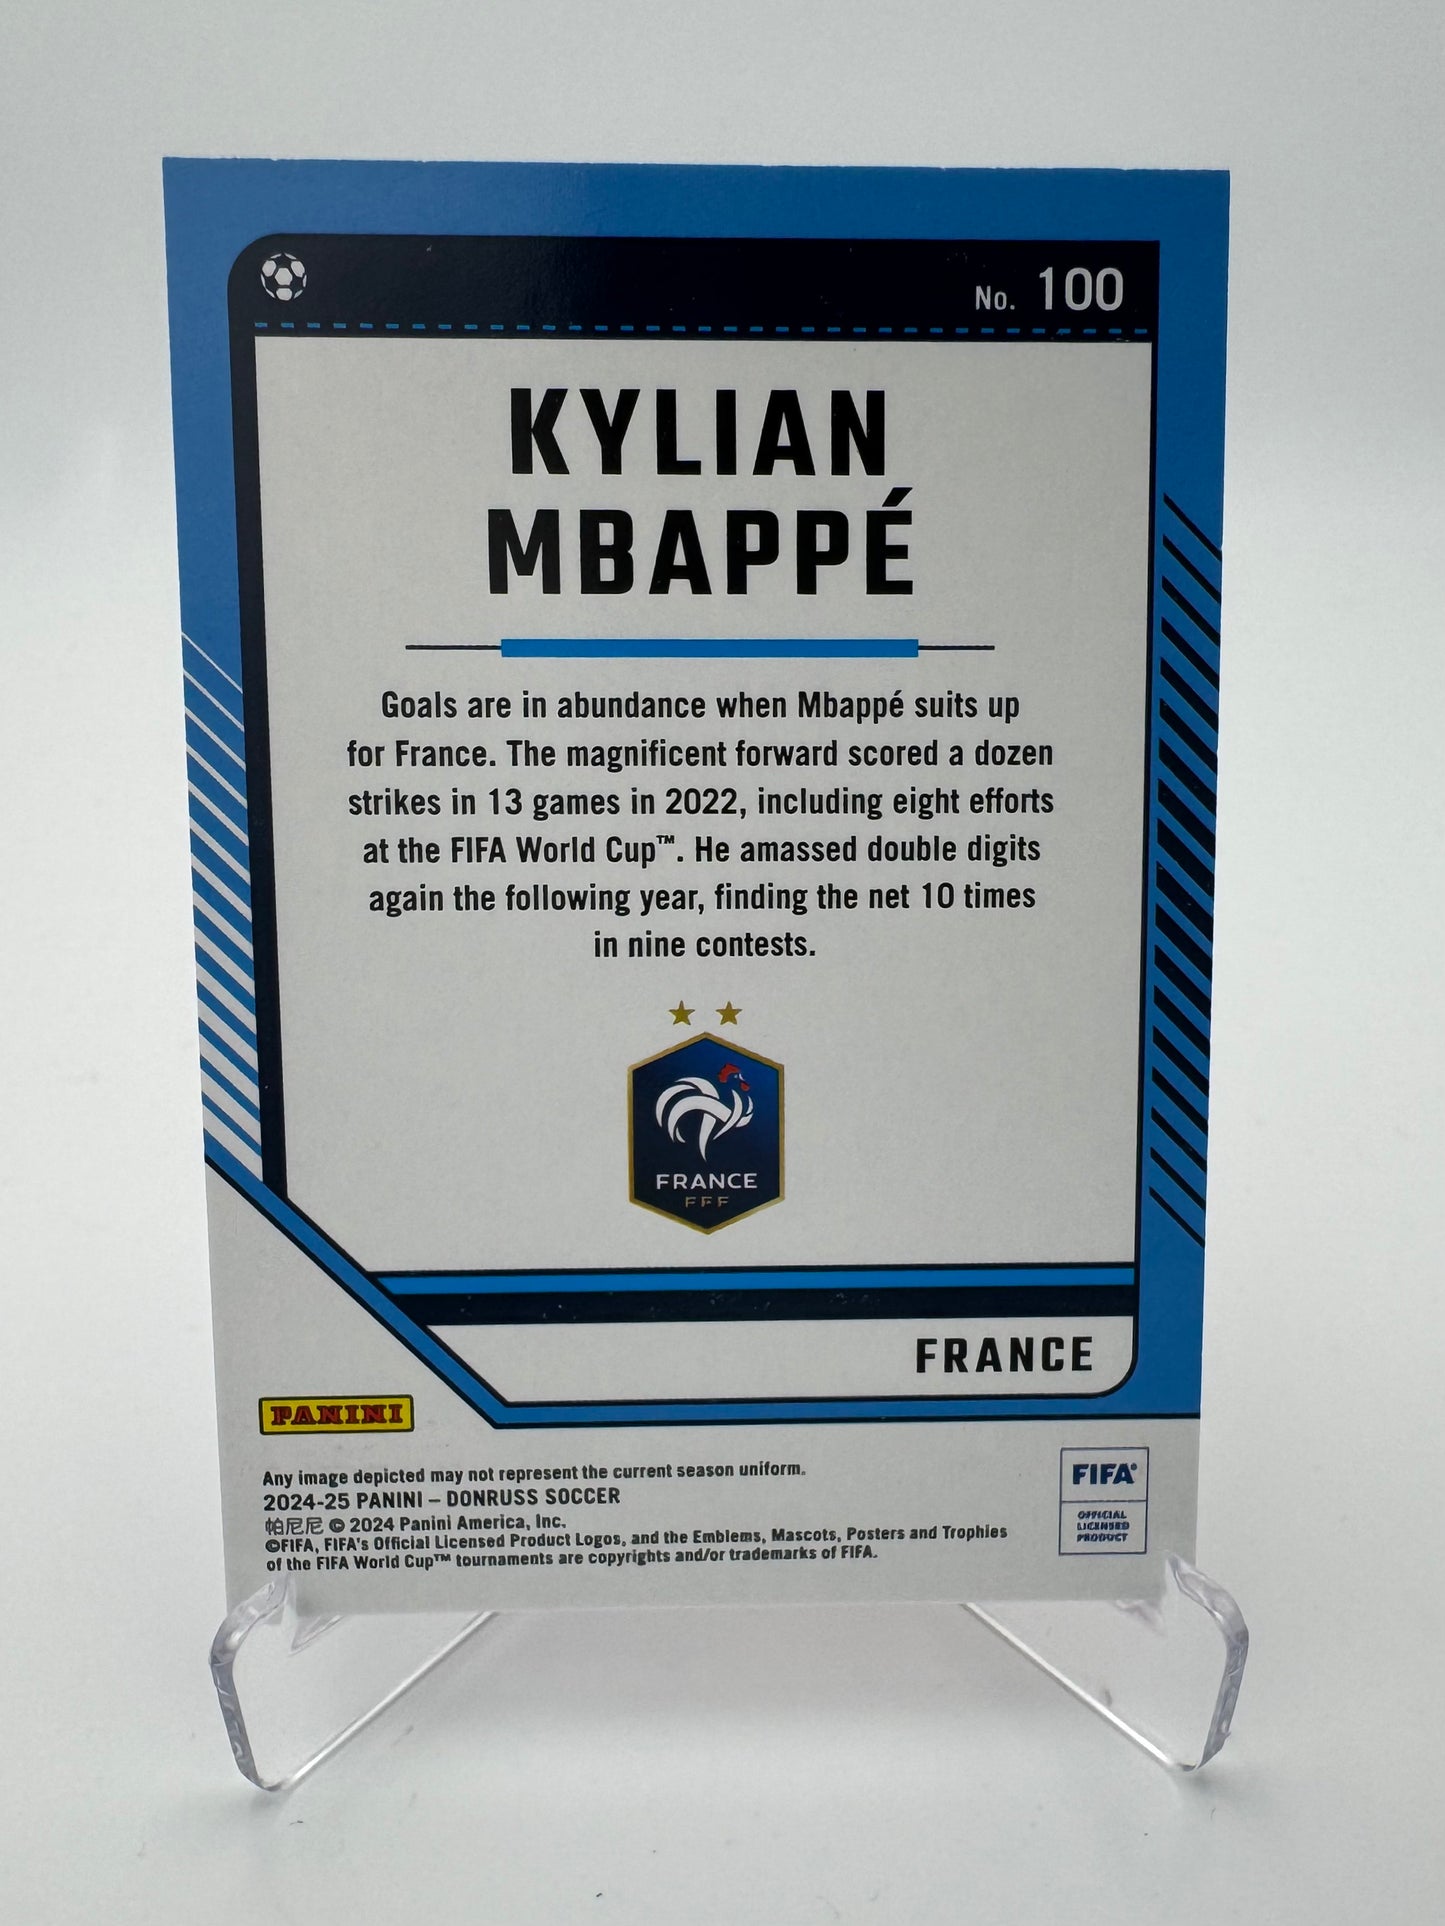 No. 100
KYLIAN
MBAPPÉ
Goals are in abundance when Mbappé suits up
for France. The magnificent forward scored a dozen
strikes in 13 games in 2022, including eight efforts
at the FIFA World Cup™. He amassed double digits
again the following year, finding the net 10 times
in nine contests.
FRANCE
FFF
FRANCE
PANINI
Any image depicted may not represent the current season uniform.
2024-25 PANINI – DONRUSS SOCCER
帕尼尼 © 2024 Panini America, Inc.
©FIFA, FIFA's Official Licensed Product Logos, and the Emblems, Mascots, Posters and Trophies
of the FIFA World Cup™ tournaments are copyrights and/or trademarks of FIFA.
FIFA®
OFFICIAL
LICENSED
PRODUCT